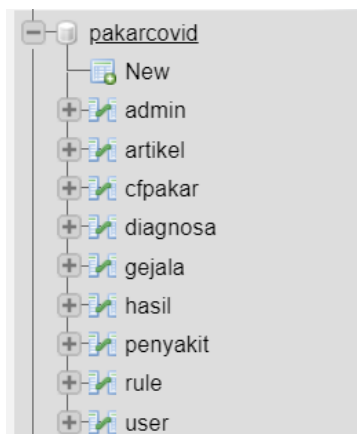 pakarcovid
New
admin
artikel
cfpakar
diagnosa
gejala
hasil
penyakit
rule
user